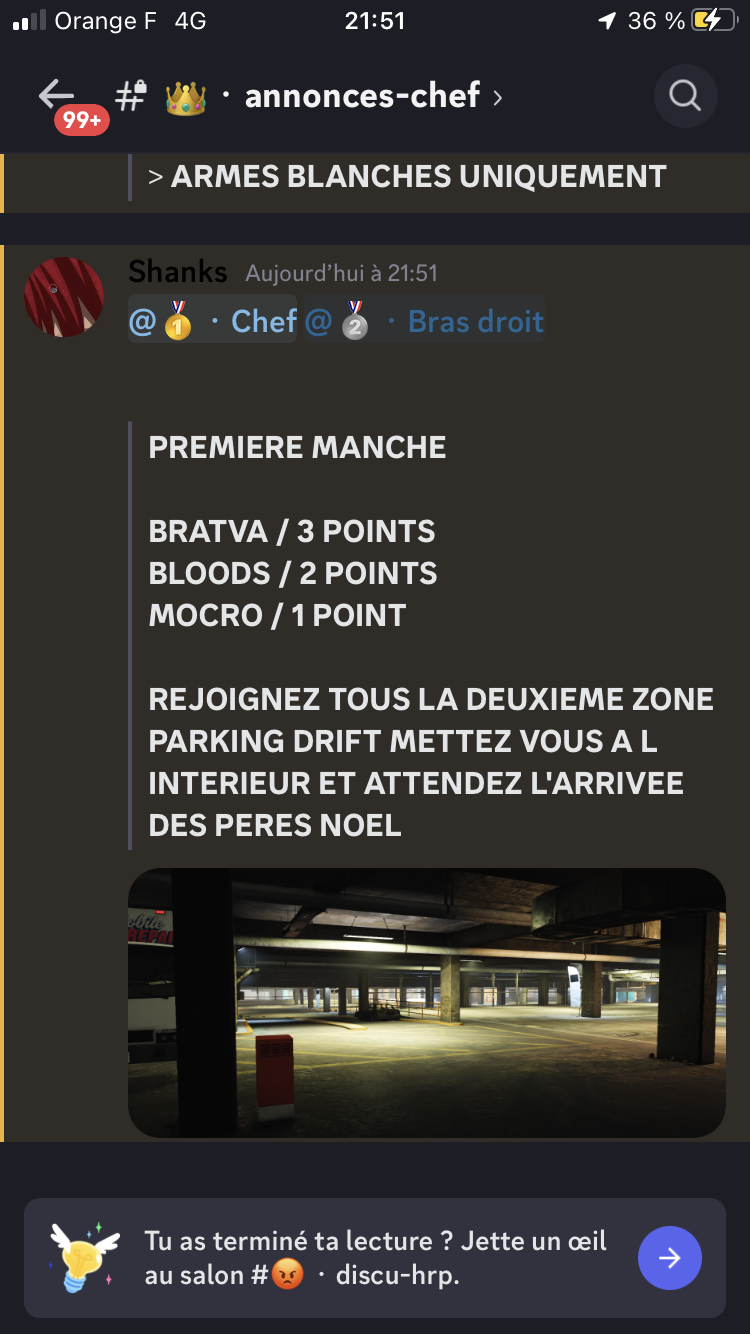 Orange F 4G 21:51 36 %
99+ # 👑 · annonces-chef ›
> ARMES BLANCHES UNIQUEMENT
Shanks Aujourd’hui à 21:51
@🥇 · Chef @🥈 · Bras droit
PREMIERE MANCHE
BRATVA / 3 POINTS
BLOODS / 2 POINTS
MOCRO / 1 POINT
REJOIGNEZ TOUS LA DEUXIEME ZONE
PARKING DRIFT METTEZ VOUS A L
INTERIEUR ET ATTENDEZ L'ARRIVEE
DES PERES NOEL
Tu as terminé ta lecture ? Jette un œil
au salon #😡 · discu-hrp.